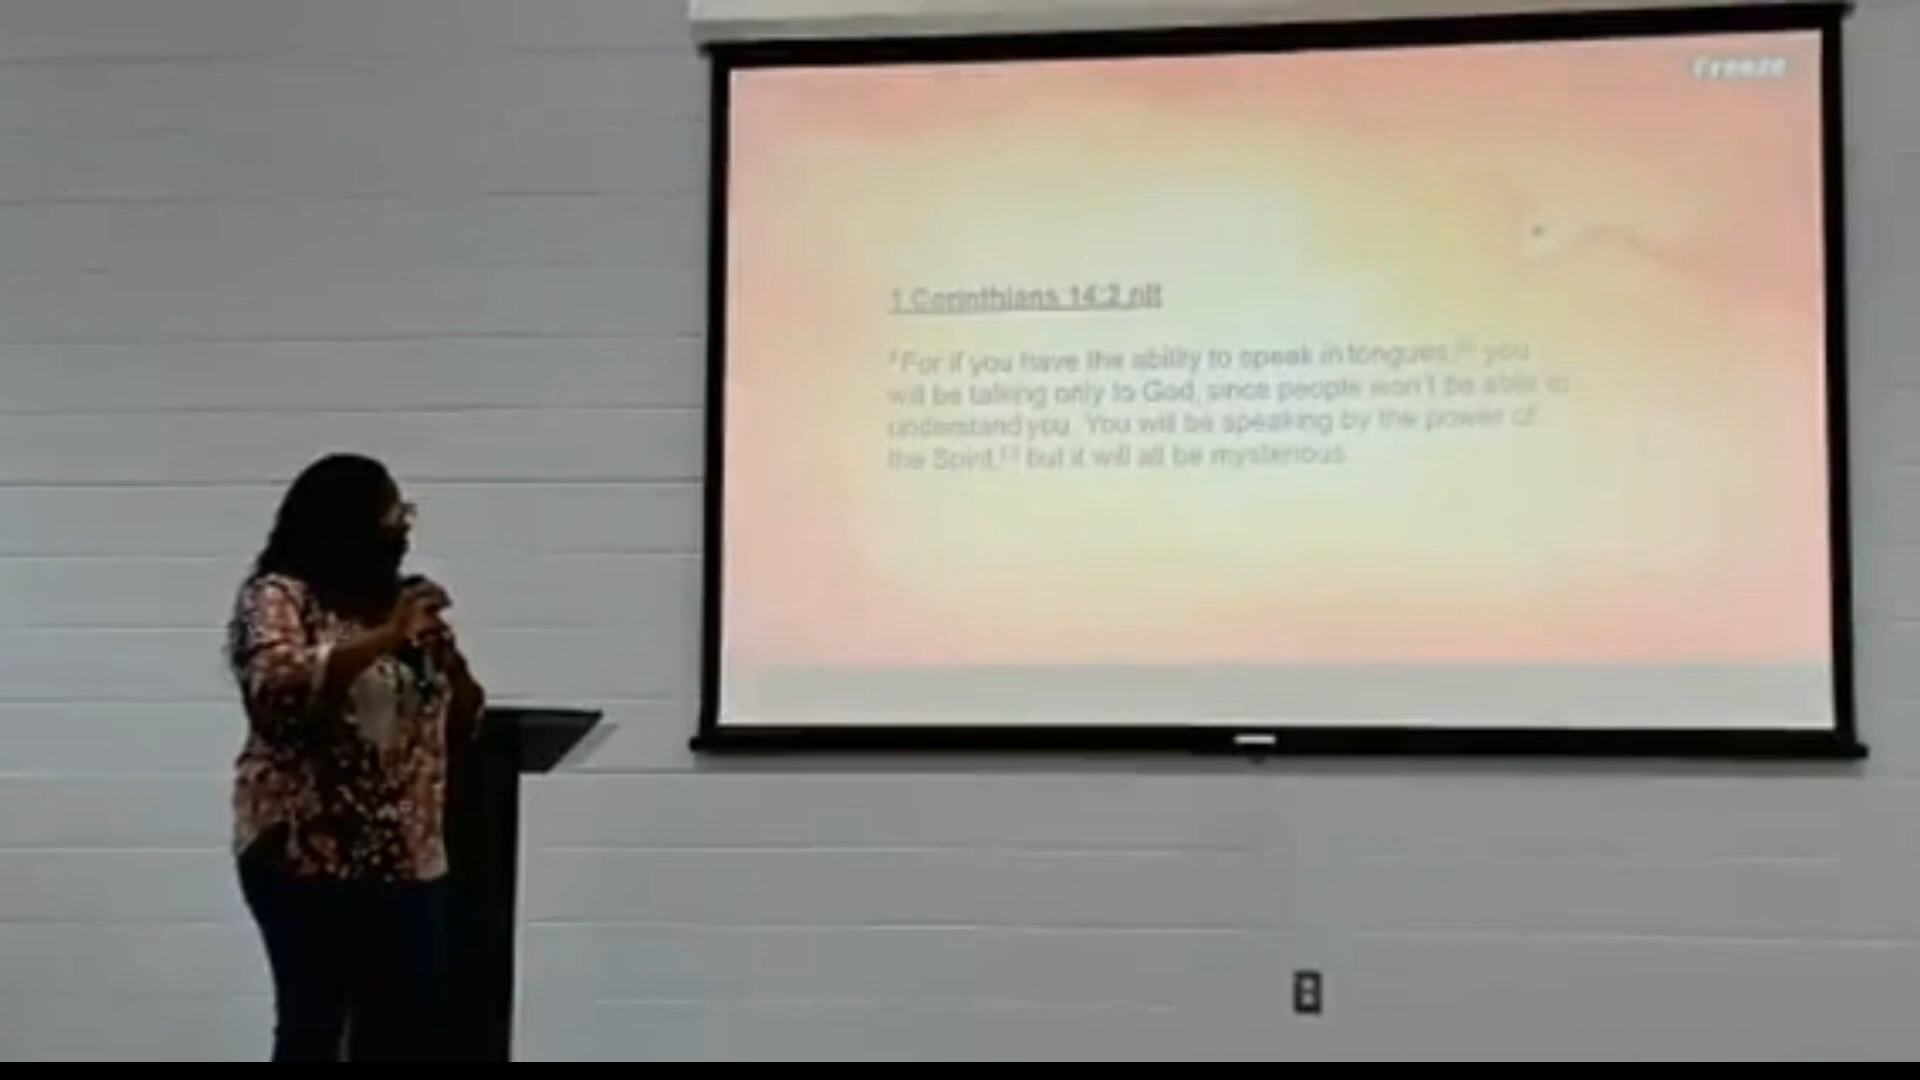 Freeze
1 Corinthians 14:2 nlt
2 For if you have the ability to speak in tongues, you
will be talking only to God, since people won't be able to
understand you. You will be speaking by the power of
the Spirit, but it will all be mysterious.